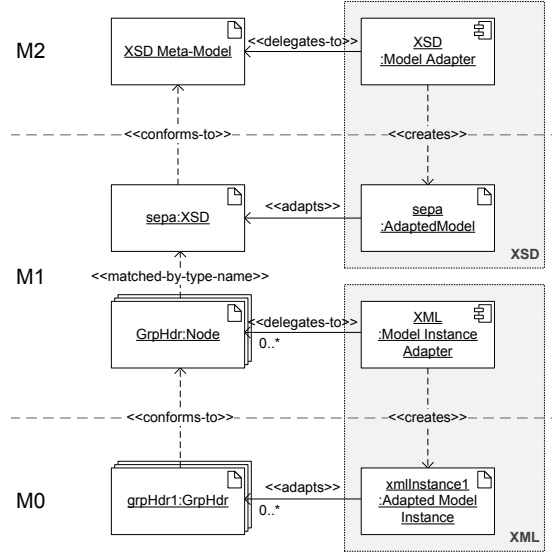 M2
XSD Meta-Model
<<delegates-to>>
XSD
:Model Adapter
<<conforms-to>>
<<creates>>
sepa:XSD
<<adapts>>
sepa
:AdaptedModel
XSD
M1
<<matched-by-type-name>>
GrpHdr:Node
<<delegates-to>>
0..*
XML
:Model Instance
Adapter
<<conforms-to>>
<<creates>>
M0
grpHdr1:GrpHdr
<<adapts>>
0..*
xmlInstance1
:Adapted Model
Instance
XML